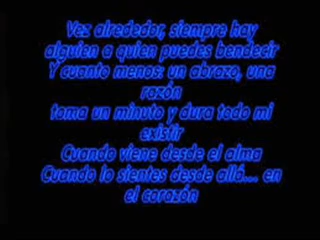 Vez alrededor, siempre hay
alguien a quien puedes bendecir
Y cuanto menos: un abrazo, una
razón
toma un minuto y dura todo mi
existir
Cuando viene desde el alma
Cuando lo sientes desde allá... en
el corazón